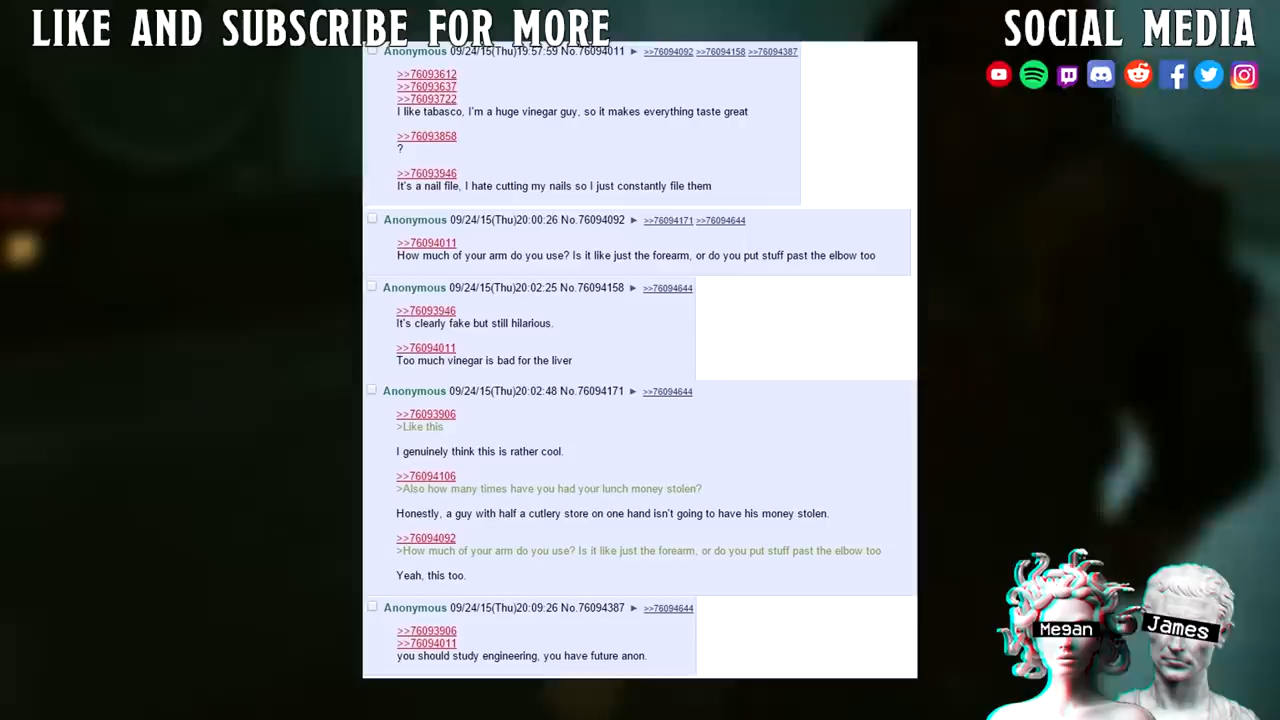 LIKE AND SUBSCRIBE FOR MORE
SOCIAL MEDIA
Anonymous 09/24/15(Thu)19:57:59 No.76094011 ► >>76094092 >>76094158 >>76094387
>>76093612
>>76093637
>>76093722
I like tabasco, I'm a huge vinegar guy, so it makes everything taste great
>>76093858
?
>>76093946
It's a nail file, I hate cutting my nails so I just constantly file them
Anonymous 09/24/15(Thu)20:00:26 No.76094092 ► >>76094171 >>76094644
>>76094011
How much of your arm do you use? Is it like just the forearm, or do you put stuff past the elbow too
Anonymous 09/24/15(Thu)20:02:25 No.76094158 ► >>76094644
>>76093946
It's clearly fake but still hilarious.
>>76094011
Too much vinegar is bad for the liver
Anonymous 09/24/15(Thu)20:02:48 No.76094171 ► >>76094644
>>76093906
>Like this
I genuinely think this is rather cool.
>>76094106
>Also how many times have you had your lunch money stolen?
Honestly, a guy with half a cutlery store on one hand isn't going to have his money stolen.
>>76094092
>How much of your arm do you use? Is it like just the forearm, or do you put stuff past the elbow too
Yeah, this too.
Anonymous 09/24/15(Thu)20:09:26 No.76094387 ► >>76094644
>>76093906
>>76094011
you should study engineering, you have future anon.
Megan
James